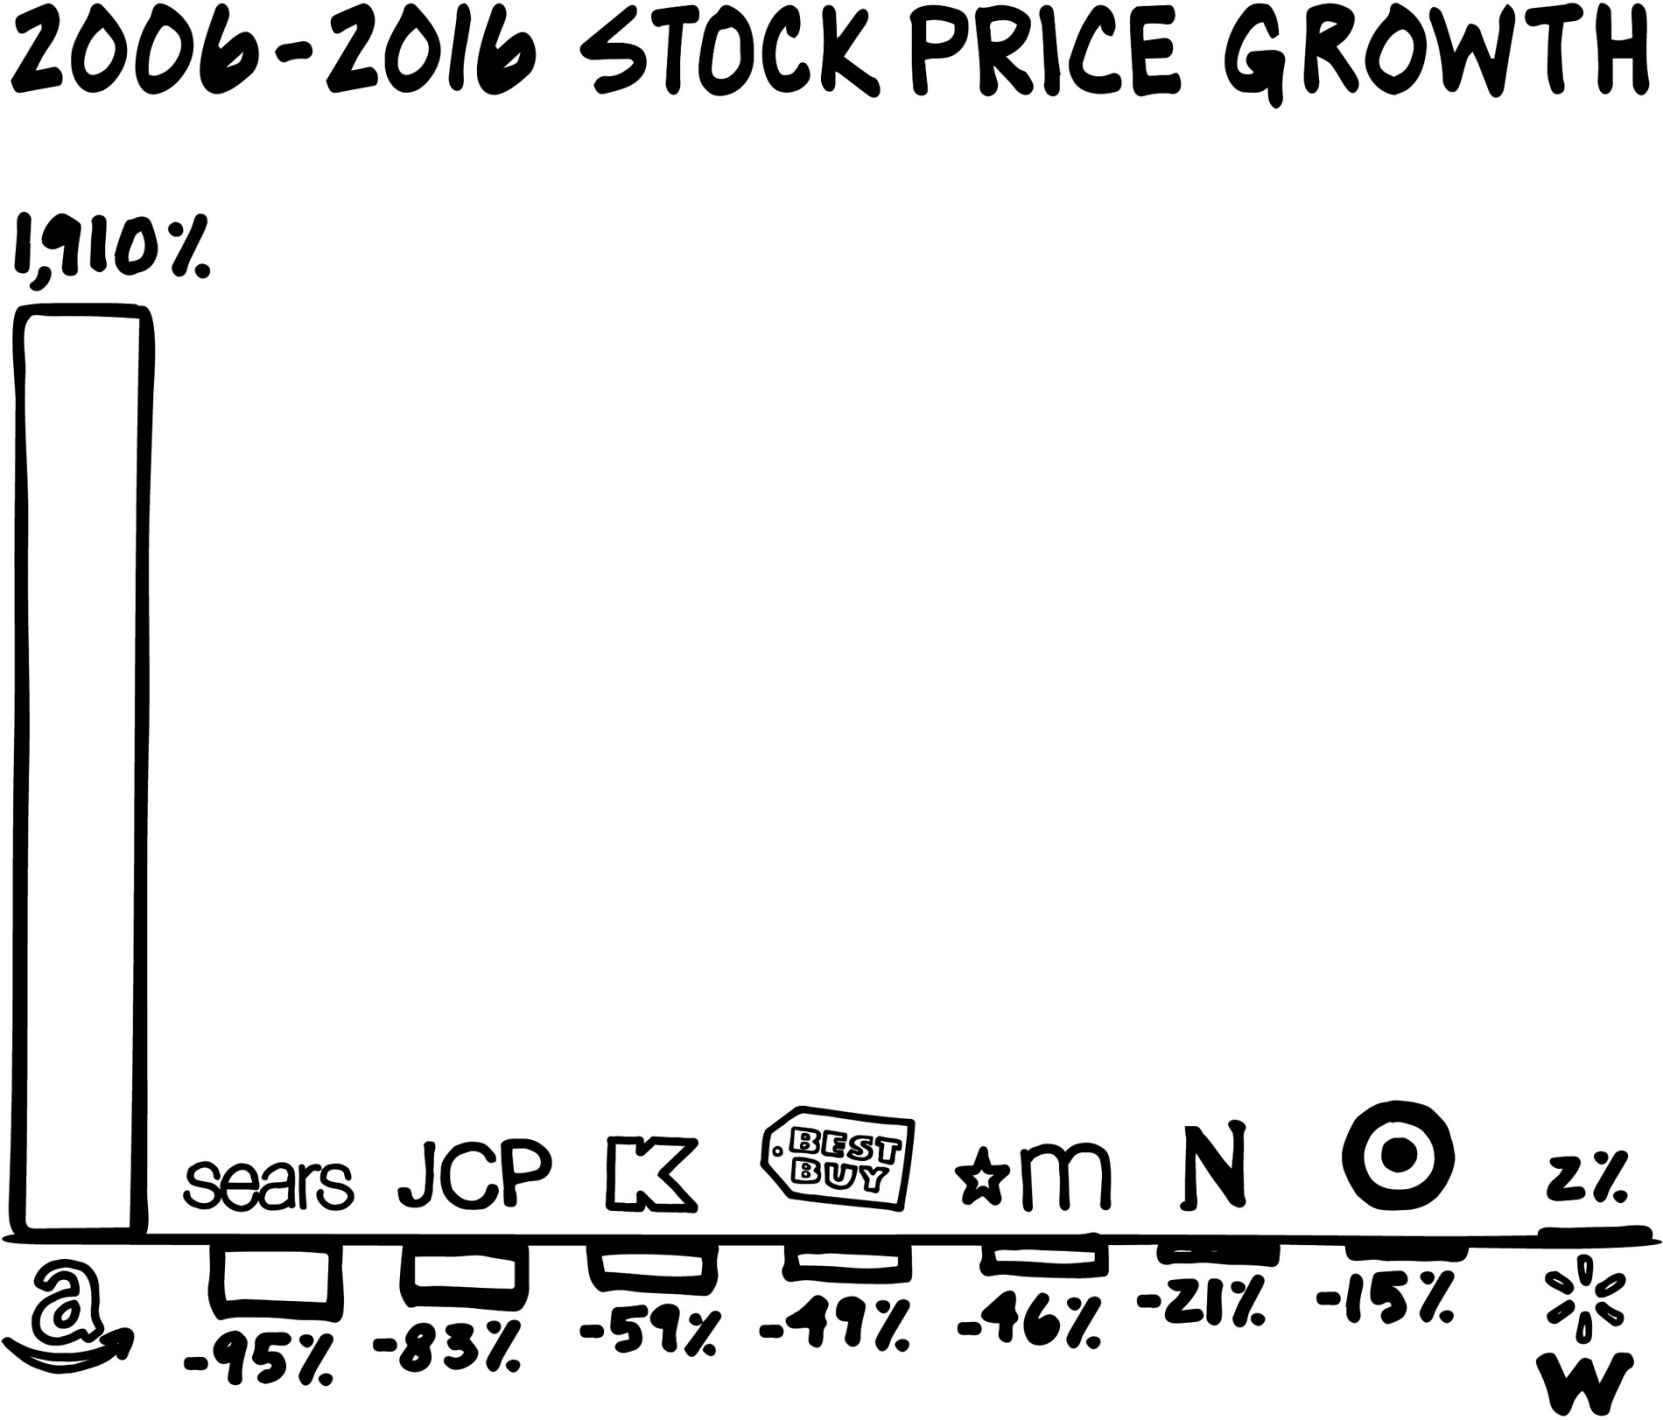 2006-2016 STOCK PRICE GROWTH
1,910%
sears JCP K BEST BUY m N 2%
a
-95% -83% -59% -49% -46% -21% -15%
W